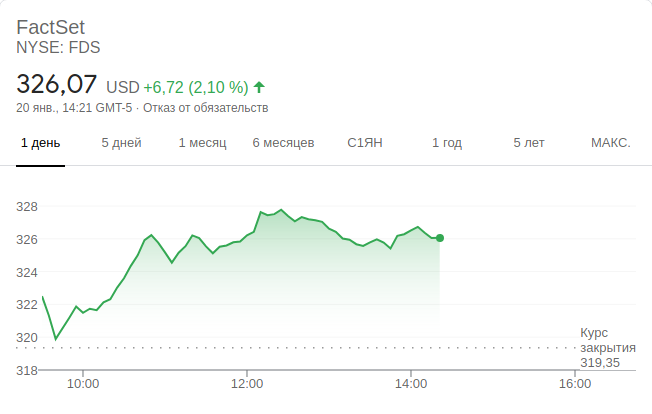 FactSet
NYSE: FDS
326,07 USD +6,72 (2,10 %)
20 янв., 14:21 GMT-5 · Отказ от обязательств
1 день 5 дней 1 месяц 6 месяцев С1ЯН 1 год 5 лет МАКС.
328
326
324
322
320
Курс
закрытия
319,35
318
10:00 12:00 14:00 16:00